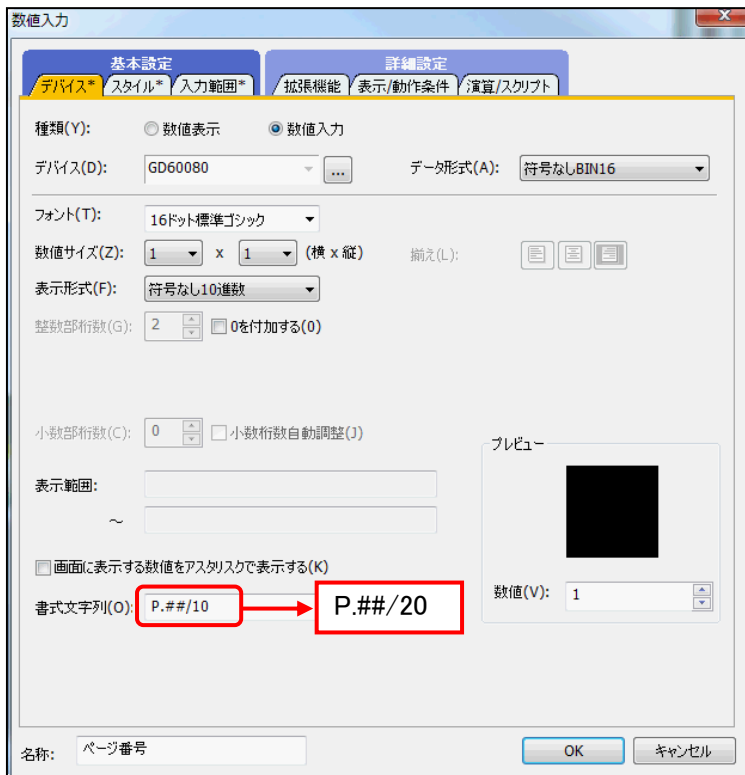 数値入力
基本設定 詳細設定
デバイス* スタイル* 入力範囲* 拡張機能 表示/動作条件 演算/スクリプト
種類(Y): 数値表示 数値入力
デバイス(D): GD60080 ... データ形式(A): 符号なしBIN16
フォント(T): 16ドット標準ゴシック
数値サイズ(Z): 1 x 1 (横 x 縦) 揃え(L):
表示形式(F): 符号なし10進数
整数部桁数(G): 2 0を付加する(0)
小数部桁数(C): 0 小数桁数自動調整(J)
プレビュー
表示範囲:
～
画面に表示する数値をアスタリスクで表示する(K)
数値(V): 1
書式文字列(O): P.##/10 P.##/20
名称: ページ番号 OK キャンセル